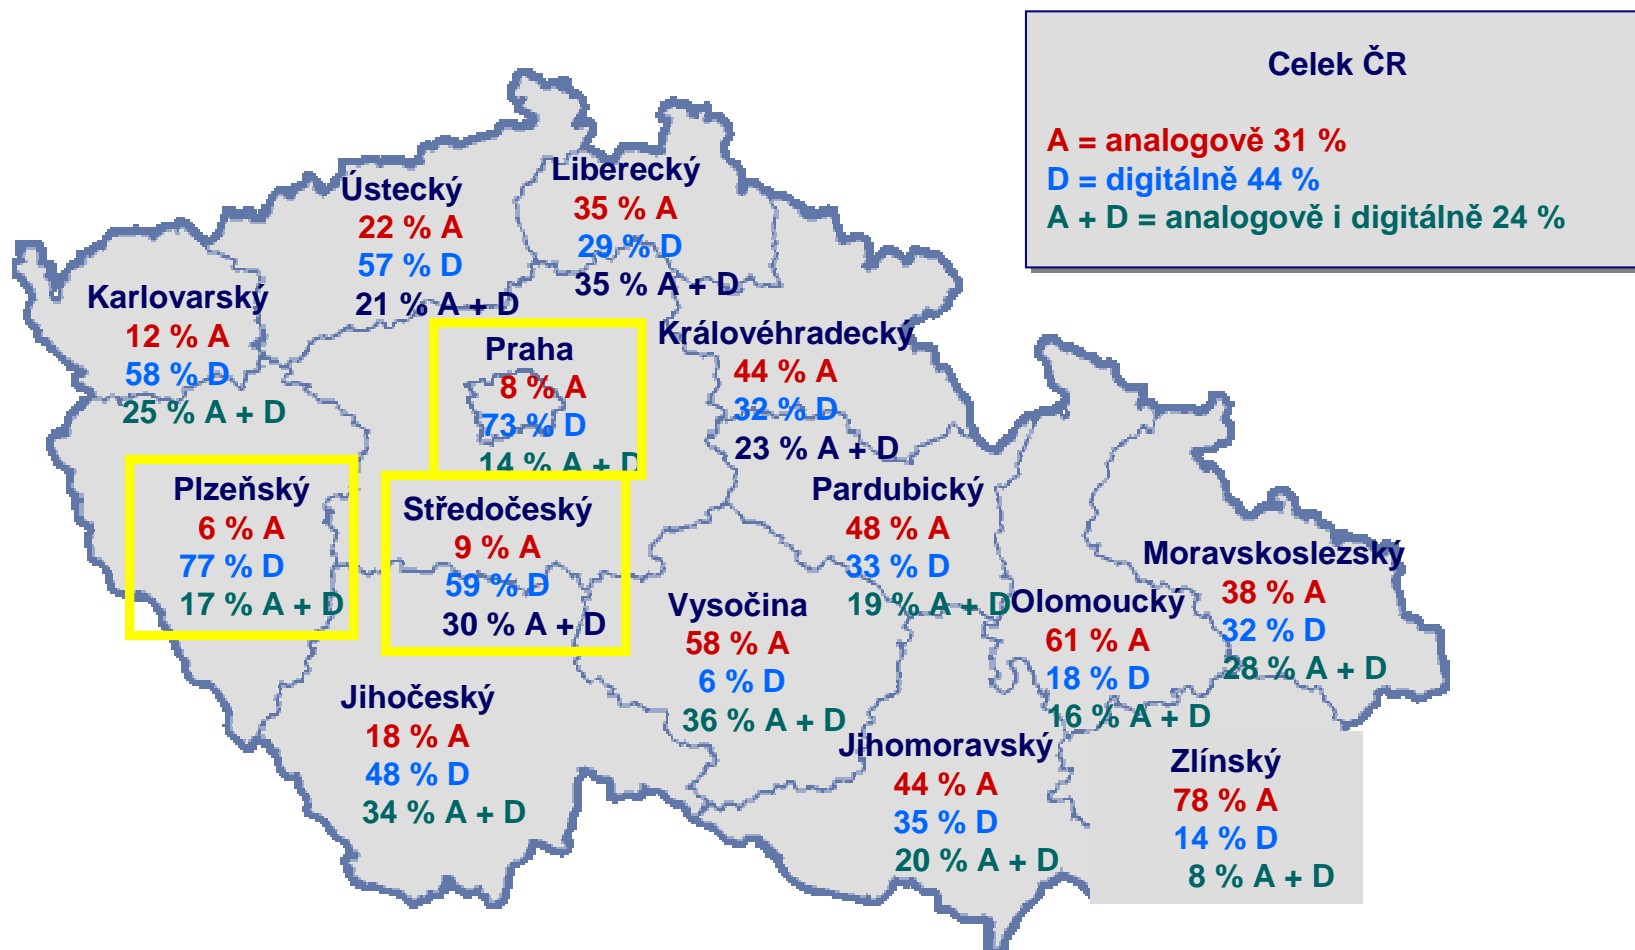 Celek ČR
A = analogově 31 %
D = digitálně 44 %
A + D = analogově i digitálně 24 %
Liberecký
35 % A
29 % D
35 % A + D
Ústecký
22 % A
57 % D
21 % A + D
Karlovarský
12 % A
58 % D
25 % A + D
Praha
8 % A
73 % D
14 % A + D
Královéhradecký
44 % A
32 % D
23 % A + D
Plzeňský
6 % A
77 % D
17 % A + D
Středočeský
9 % A
59 % D
30 % A + D
Pardubický
48 % A
33 % D
19 % A + D
Moravskoslezský
38 % A
32 % D
28 % A + D
Vysočina
58 % A
6 % D
36 % A + D
Olomoucký
61 % A
18 % D
16 % A + D
Jihočeský
18 % A
48 % D
34 % A + D
Jihomoravský
44 % A
35 % D
20 % A + D
Zlínský
78 % A
14 % D
8 % A + D